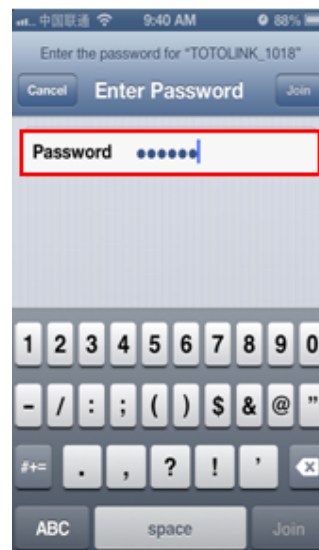 ...中国联通 9:40 AM 88%
Enter the password for "TOTOLINK_1018"
Cancel Enter Password Join
Password ••••••
1 2 3 4 5 6 7 8 9 0
- / : ; ( ) $ & @ "
#+= . , ? ! '
ABC space Join